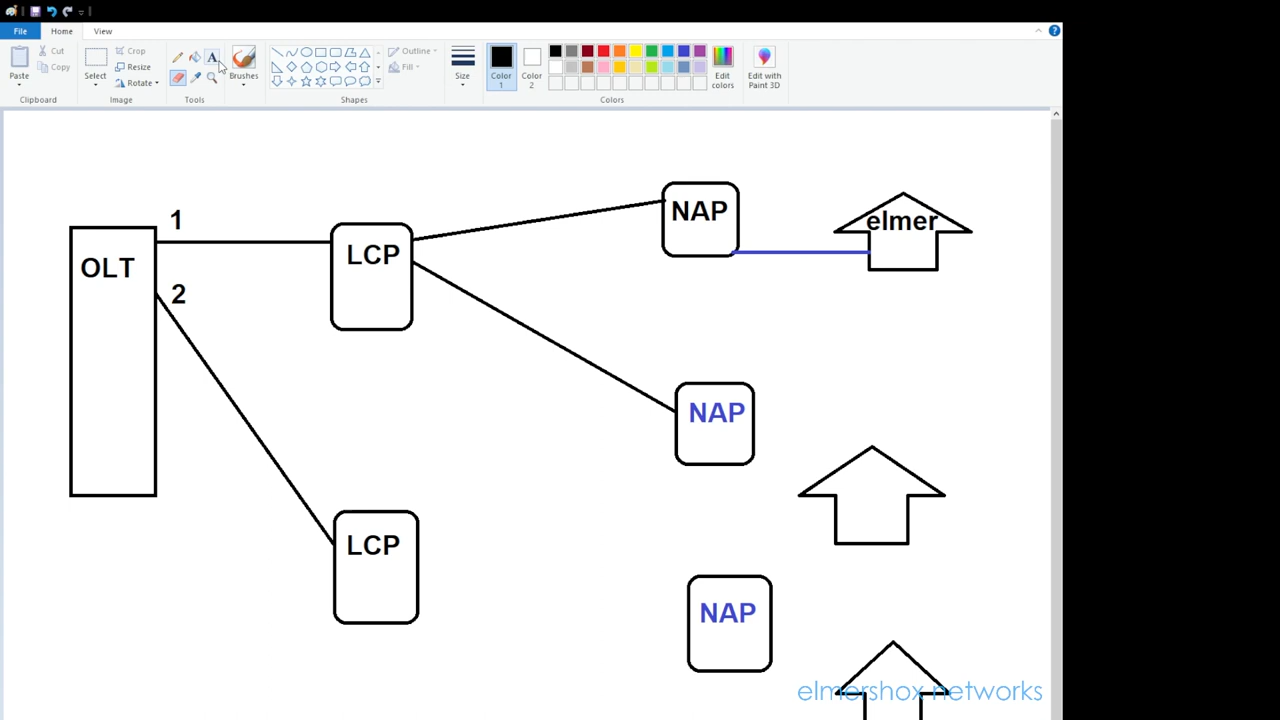 File Home View
Paste
Cut
Copy
Clipboard
Select
Crop
Resize
Rotate
Image
A
Tools
Brushes
Shapes
Outline
Fill
Size
Color 1
Color 2
Edit colors
Colors
Edit with Paint 3D
1
OLT
2
LCP
NAP
elmer
NAP
LCP
NAP
elmershox networks